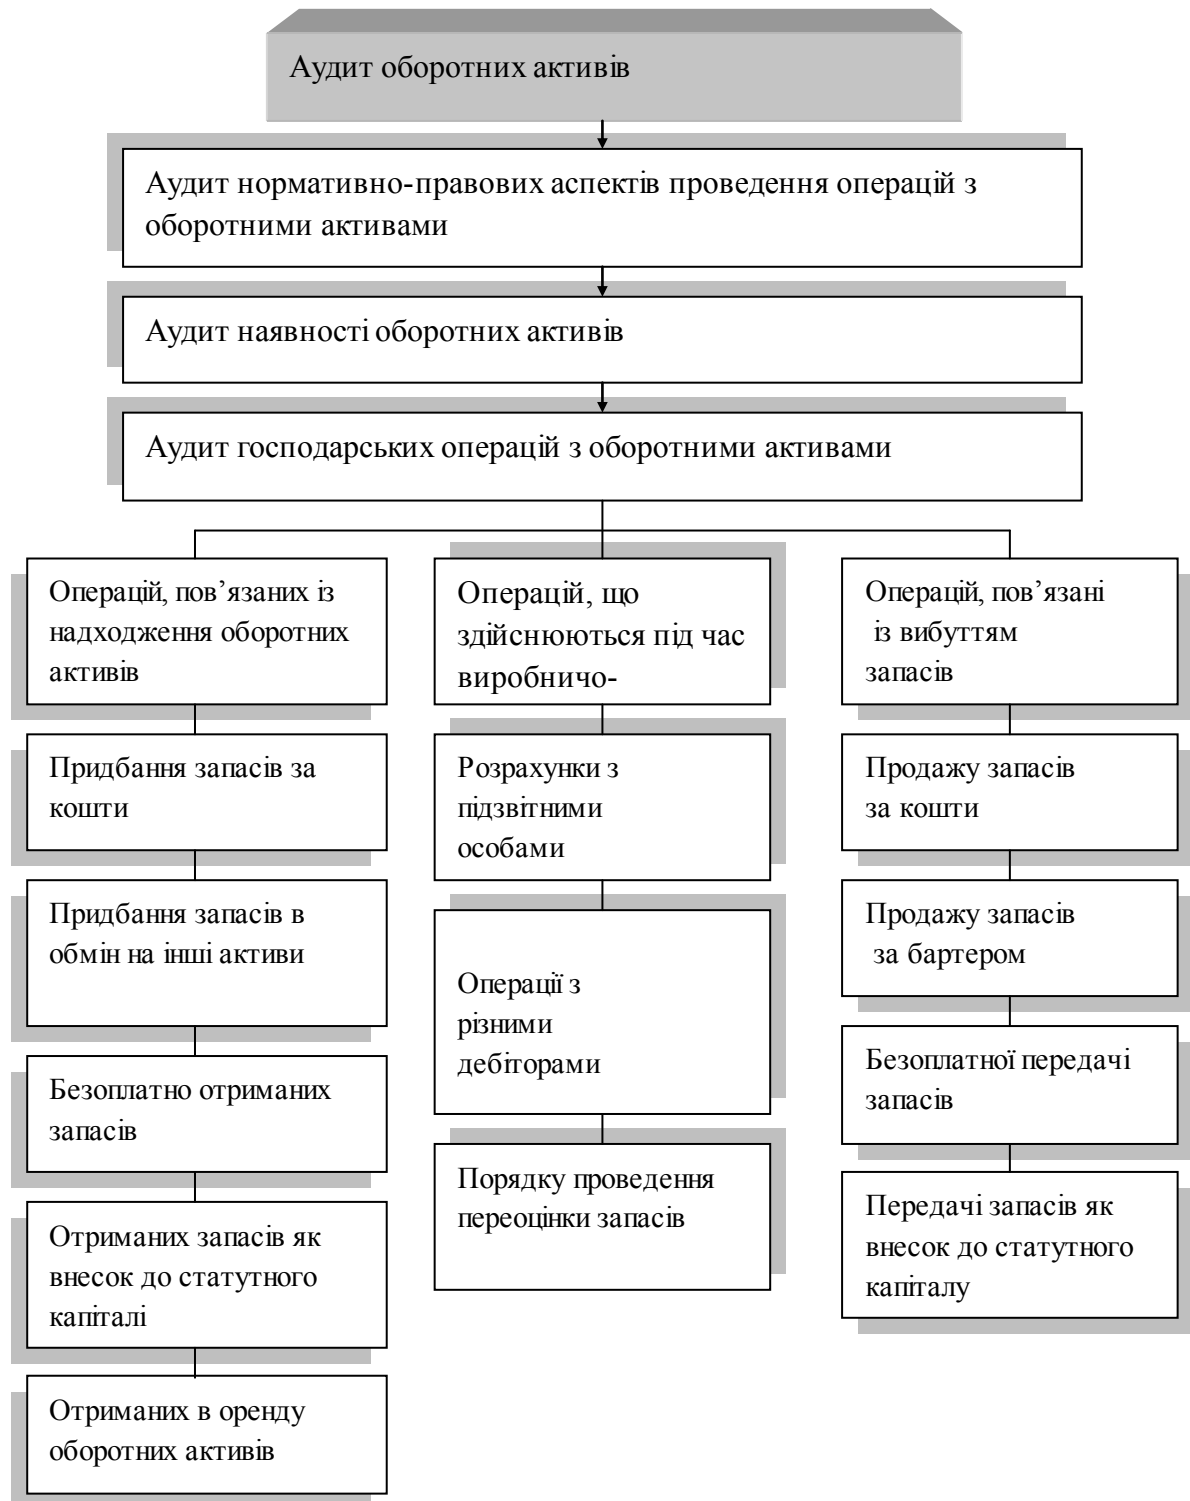 Аудит оборотних активів
Аудит нормативно-правових аспектів проведення операцій з
оборотними активами
Аудит наявності оборотних активів
Аудит господарських операцій з оборотними активами
Операцій, пов’язаних із
надходження оборотних
активів
Придбання запасів за
кошти
Придбання запасів в
обмін на інші активи
Безоплатно отриманих
запасів
Отриманих запасів як
внесок до статутного
капіталі
Отриманих в оренду
оборотних активів
Операцій, що
здійснюються під час
виробничо-
Розрахунки з
підзвітними
особами
Операції з
різними
дебіторами
Порядку проведення
переоцінки запасів
Операцій, пов’язані
із вибуттям
запасів
Продажу запасів
за кошти
Продажу запасів
за бартером
Безоплатної передачі
запасів
Передачі запасів як
внесок до статутного
капіталу